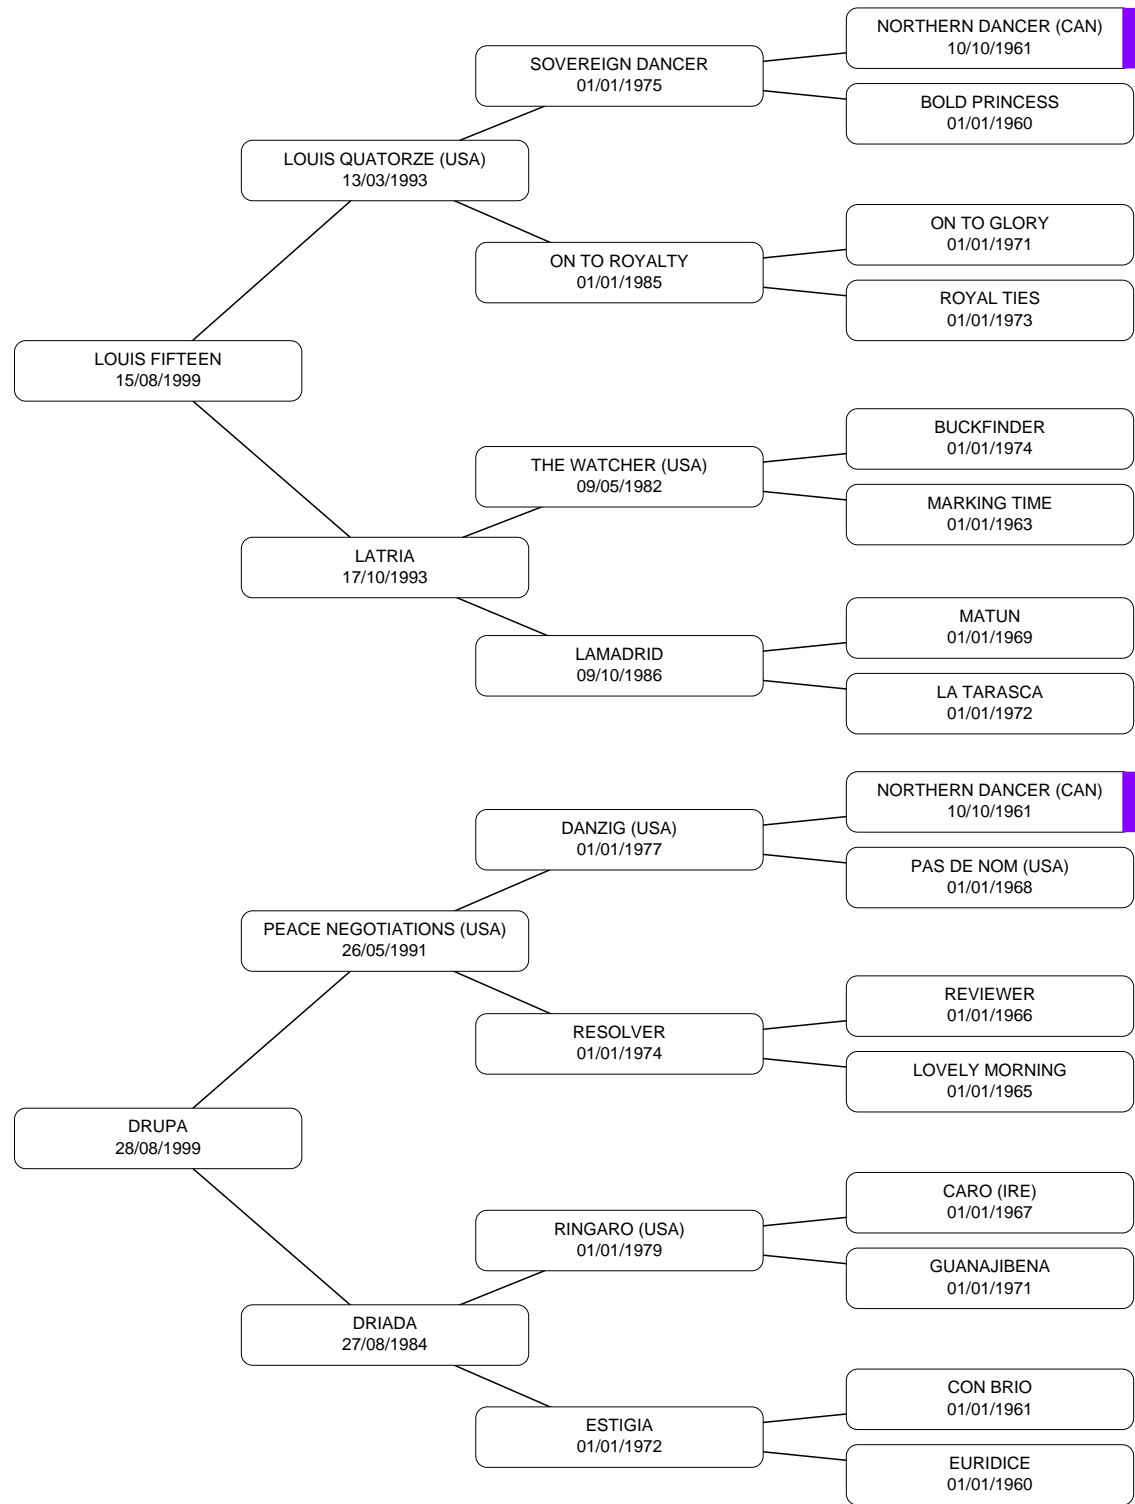 NORTHERN DANCER (CAN)
10/10/1961
SOVEREIGN DANCER
01/01/1975
BOLD PRINCESS
01/01/1960
LOUIS QUATORZE (USA)
13/03/1993
ON TO GLORY
01/01/1971
ON TO ROYALTY
01/01/1985
ROYAL TIES
01/01/1973
LOUIS FIFTEEN
15/08/1999
BUCKFINDER
01/01/1974
THE WATCHER (USA)
09/05/1982
MARKING TIME
01/01/1963
LATRIA
17/10/1993
MATUN
01/01/1969
LAMADRID
09/10/1986
LA TARASCA
01/01/1972
NORTHERN DANCER (CAN)
10/10/1961
DANZIG (USA)
01/01/1977
PAS DE NOM (USA)
01/01/1968
PEACE NEGOTIATIONS (USA)
26/05/1991
REVIEWER
01/01/1966
RESOLVER
01/01/1974
LOVELY MORNING
01/01/1965
DRUPA
28/08/1999
CARO (IRE)
01/01/1967
RINGARO (USA)
01/01/1979
GUANAJIBENA
01/01/1971
DRIADA
27/08/1984
CON BRIO
01/01/1961
ESTIGIA
01/01/1972
EURIDICE
01/01/1960